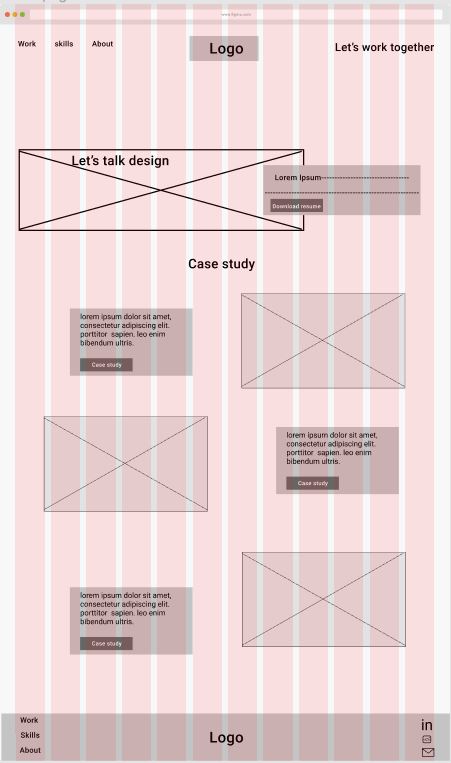 www.figma.com
Work skills About Logo Let's work together
Let's talk design
Lorem Ipsum
Download resume
Case study
lorem ipsum dolor sit amet,
consectetur adipiscing elit.
porttitor sapien. leo enim
bibendum ultris.
Case study
lorem ipsum dolor sit amet,
consectetur adipiscing elit.
porttitor sapien. leo enim
bibendum ultris.
Case study
lorem ipsum dolor sit amet,
consectetur adipiscing elit.
porttitor sapien. leo enim
bibendum ultris.
Case study
Work
Skills
About
Logo
in